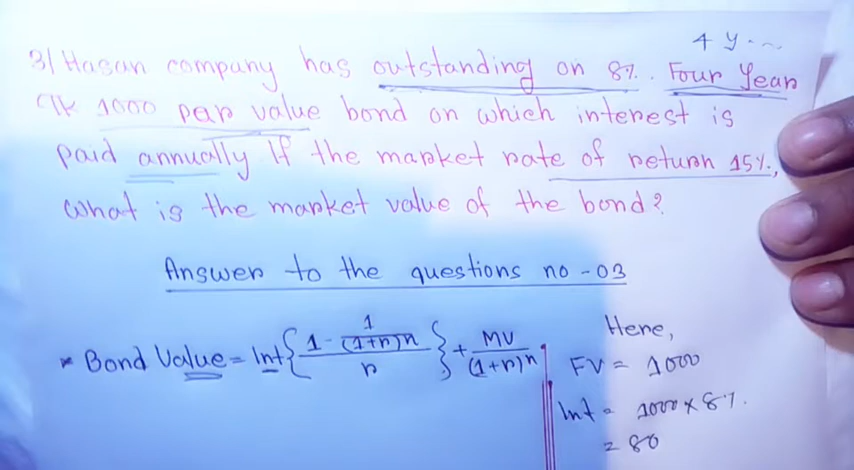 4 y...
3/ Hasan company has outstanding on 8%. Four Year
1000 par value bond on which interest is
paid annually If the market rate of return 15%.,
What is the market value of the bond?
Answer to the questions no - 03
* Bond Value = Int{(1 - 1/(1+r)n)/r} + MV/(1+r)n
Here,
FV = 1000
Int = 1000 x 8%.
= 80